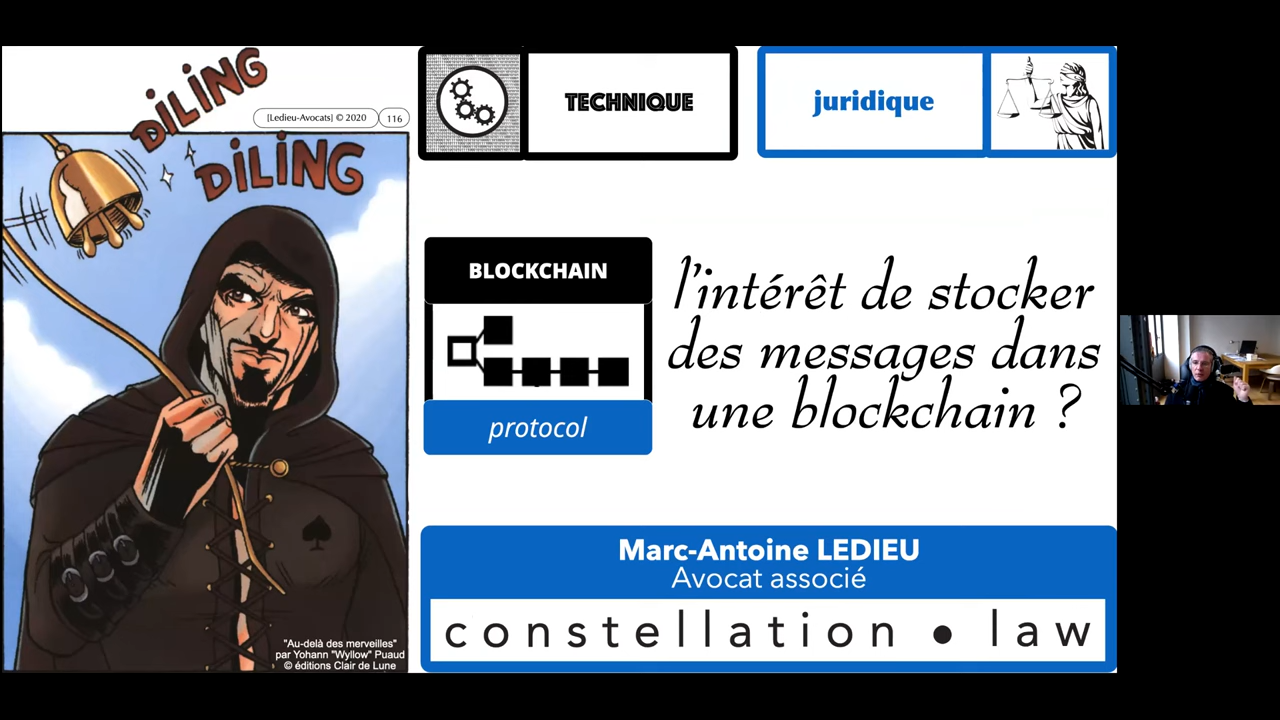 DILING
DILING
[Ledieu-Avocats] © 2020
116
"Au-delà des merveilles"
par Yohann "Wyllow" Puaud
© éditions Clair de Lune
TECHNIQUE
juridique
BLOCKCHAIN
protocol
l'intérêt de stocker
des messages dans
une blockchain ?
Marc-Antoine LEDIEU
Avocat associé
constellation • law